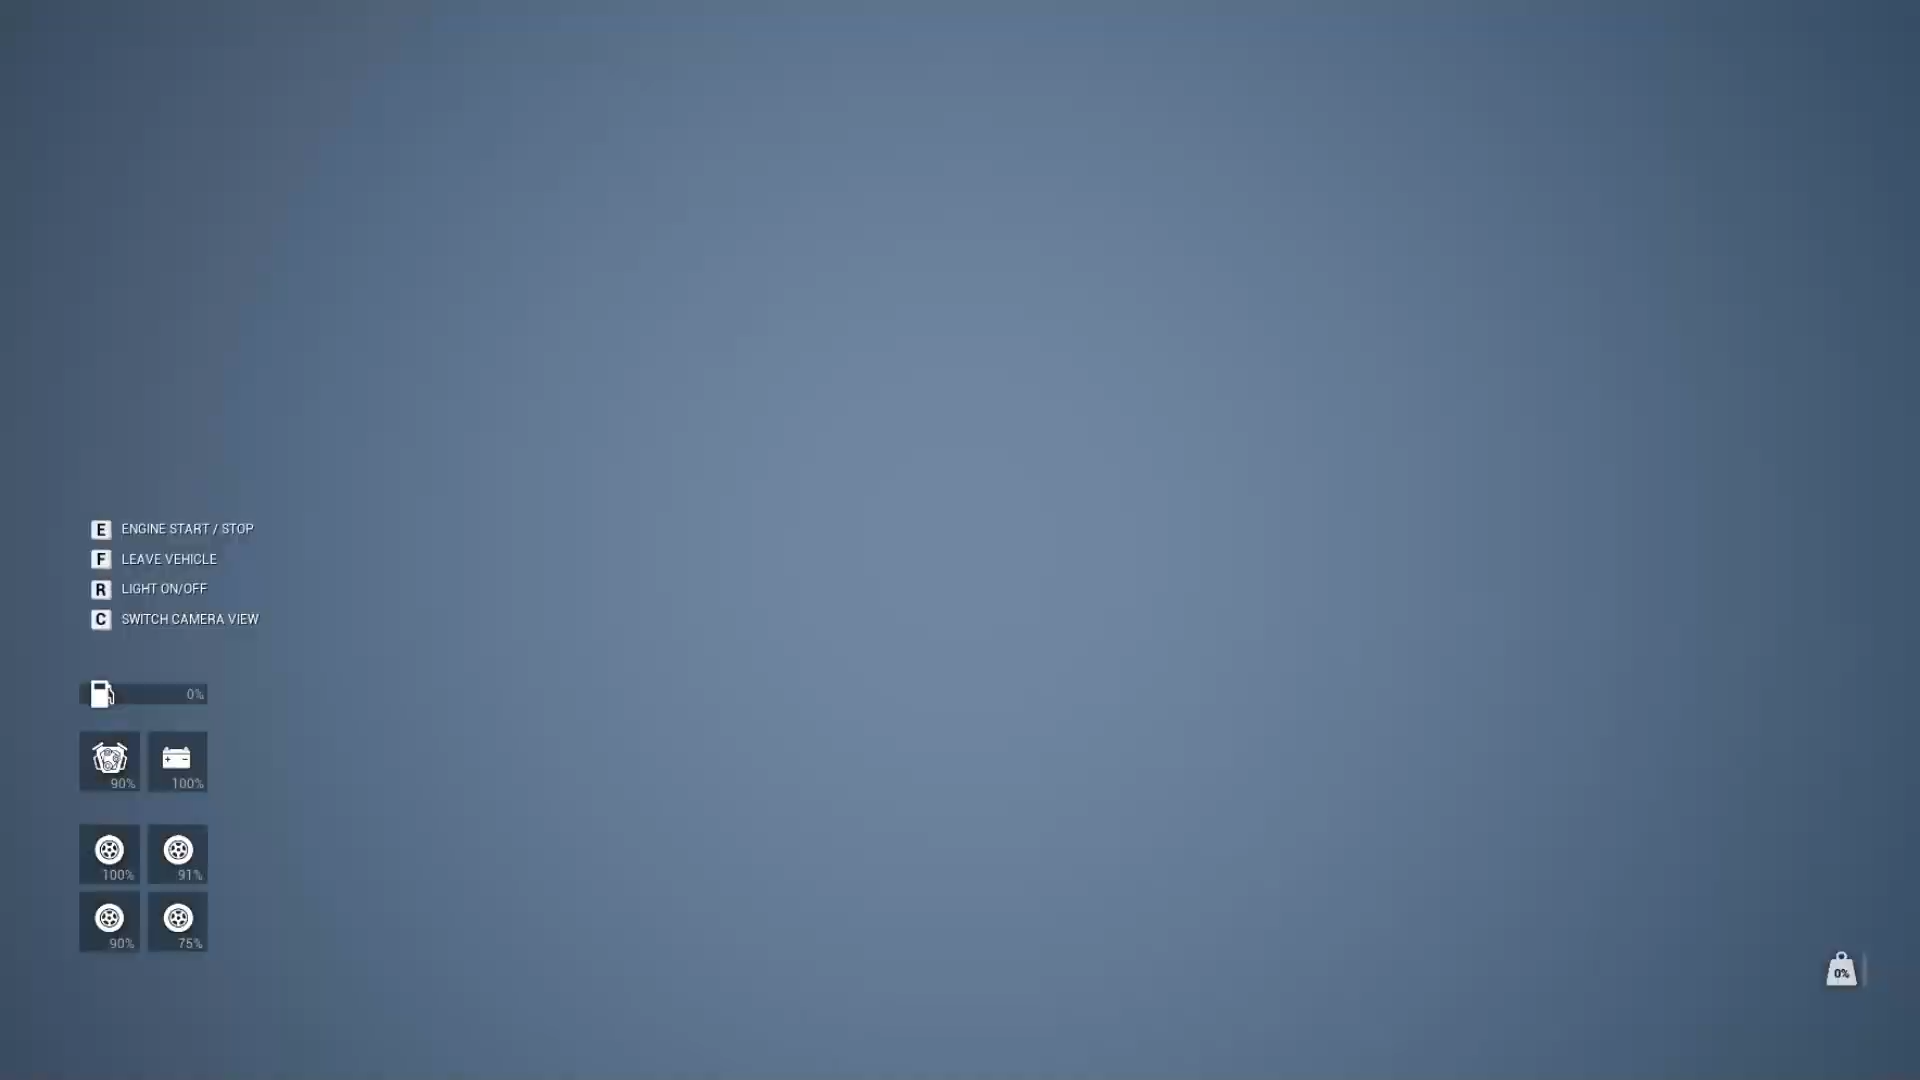 E ENGINE START / STOP
F LEAVE VEHICLE
R LIGHT ON/OFF
C SWITCH CAMERA VIEW
0%
90% 100%
100% 91%
90% 75%
0%